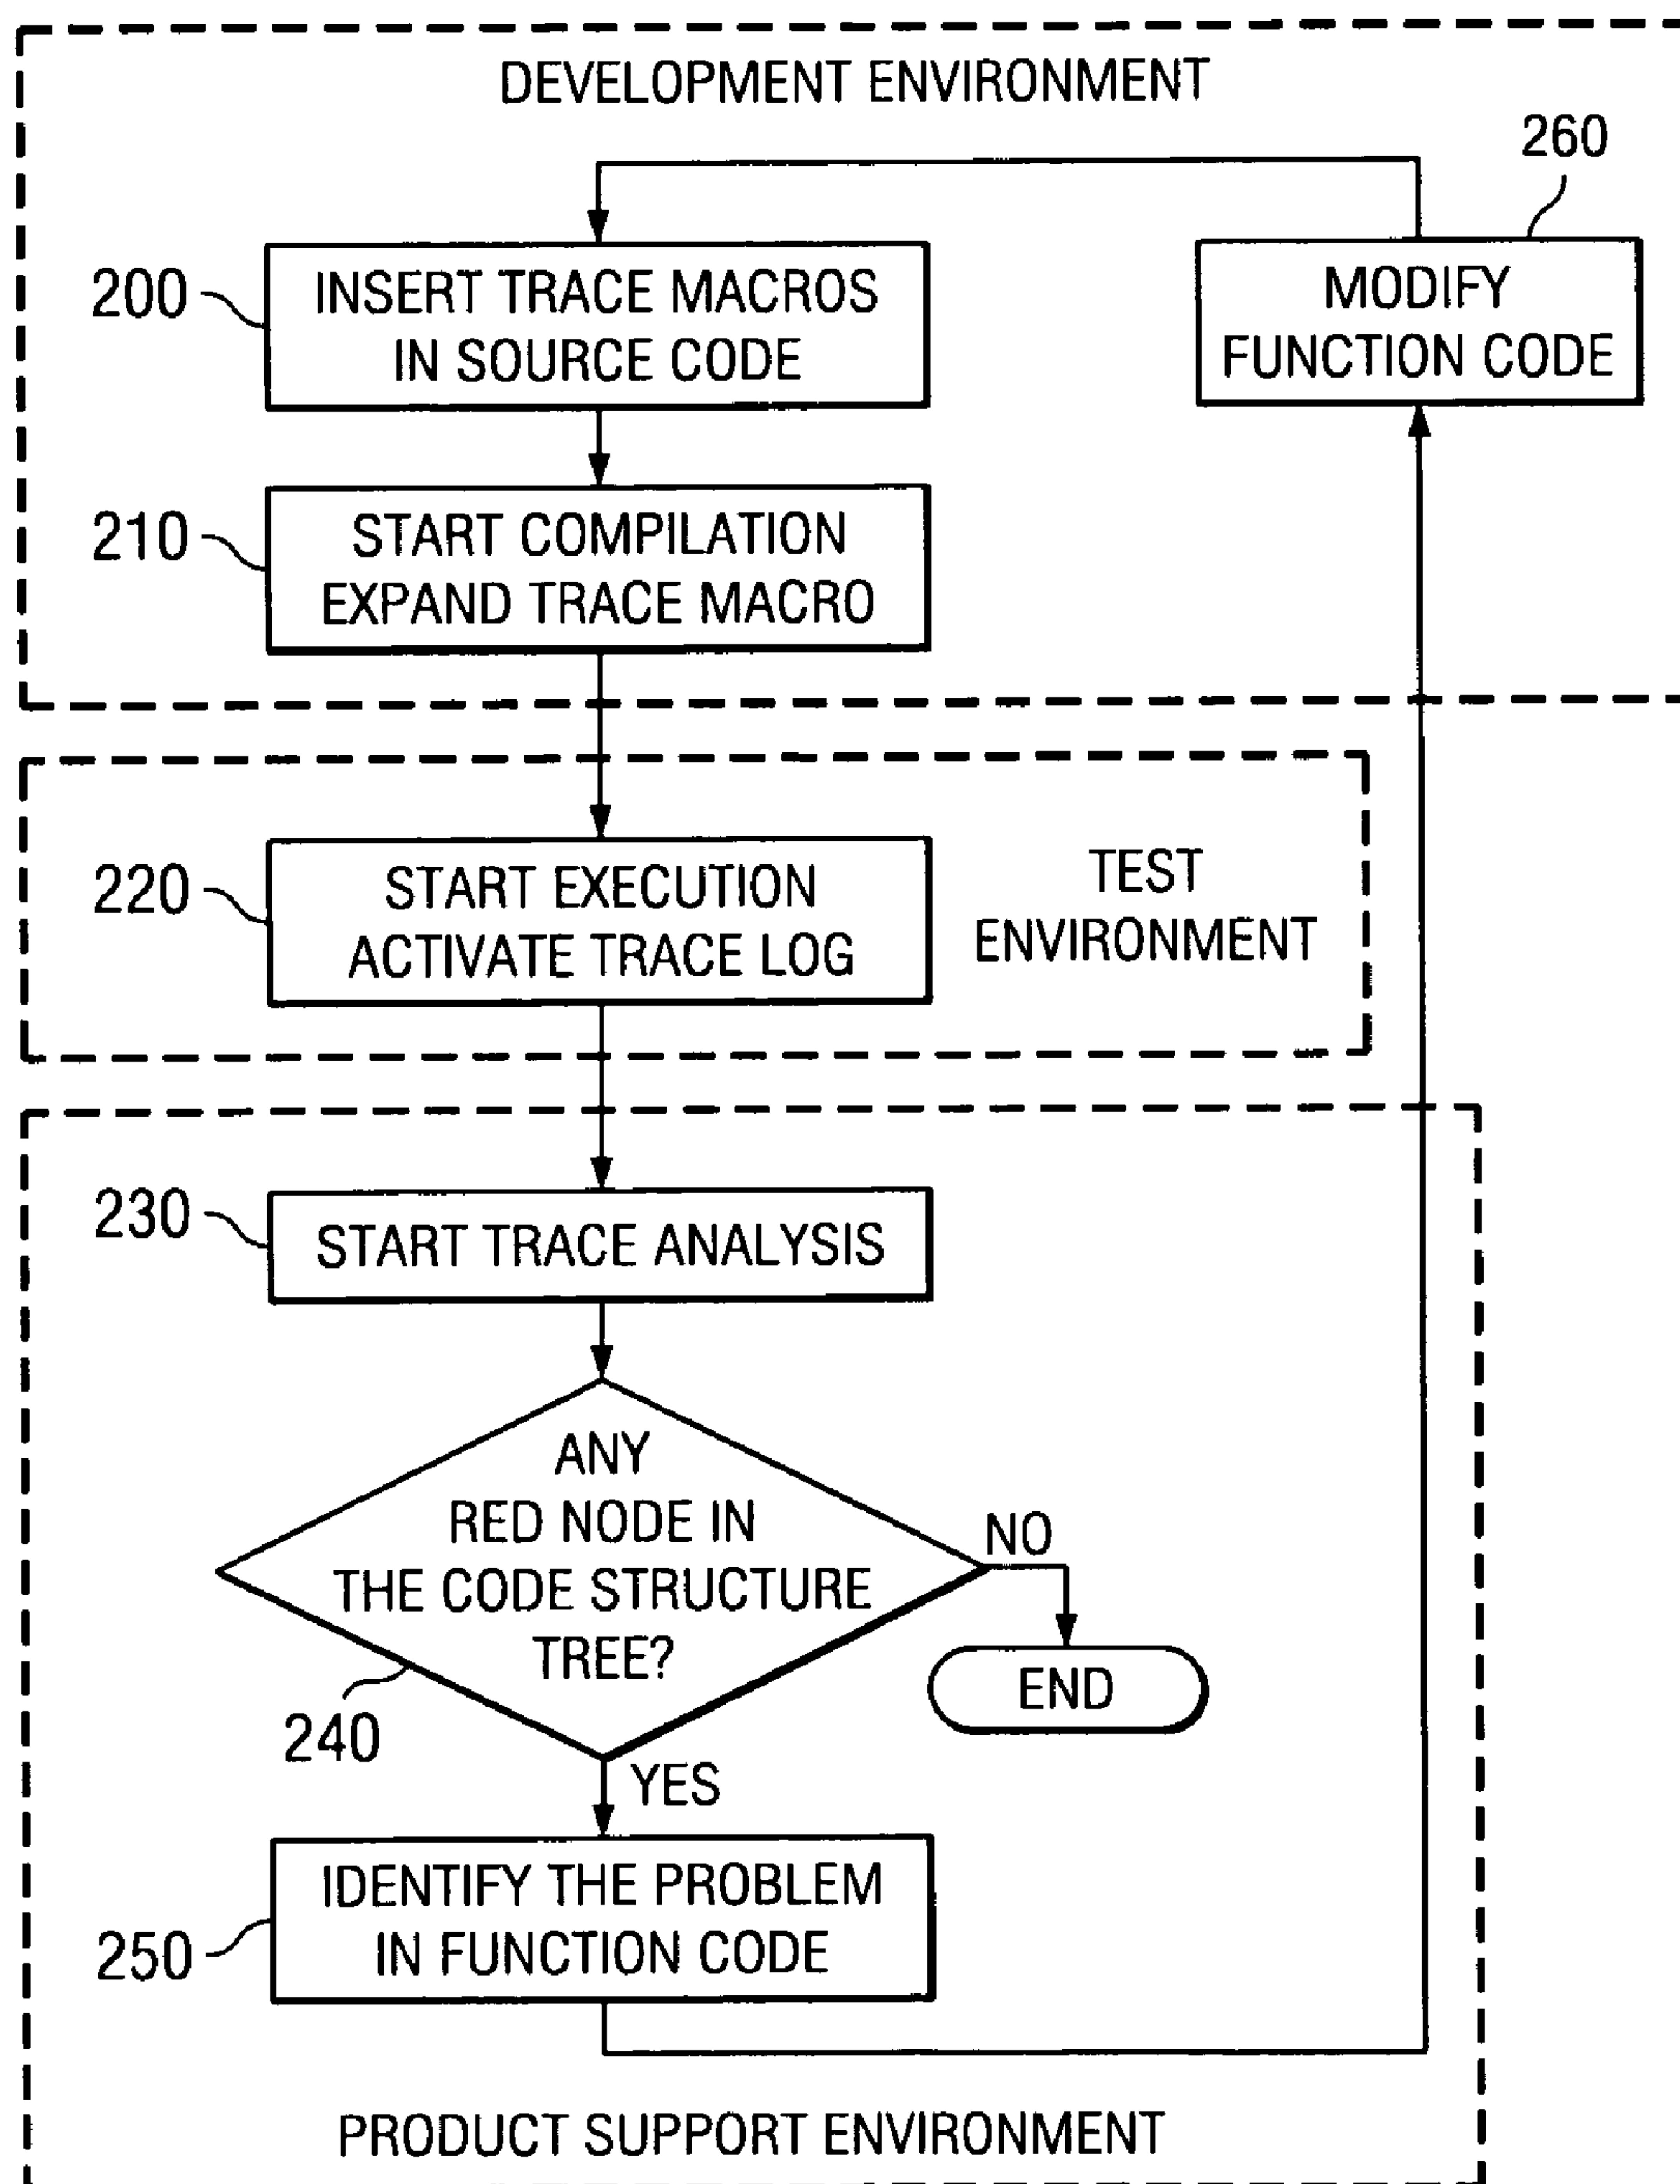 DEVELOPMENT ENVIRONMENT
260
200
INSERT TRACE MACROS
IN SOURCE CODE
MODIFY
FUNCTION CODE
210
START COMPILATION
EXPAND TRACE MACRO
220
START EXECUTION
ACTIVATE TRACE LOG
TEST
ENVIRONMENT
230
START TRACE ANALYSIS
ANY
RED NODE IN
THE CODE STRUCTURE
TREE?
NO
END
240
YES
IDENTIFY THE PROBLEM
IN FUNCTION CODE
250
PRODUCT SUPPORT ENVIRONMENT